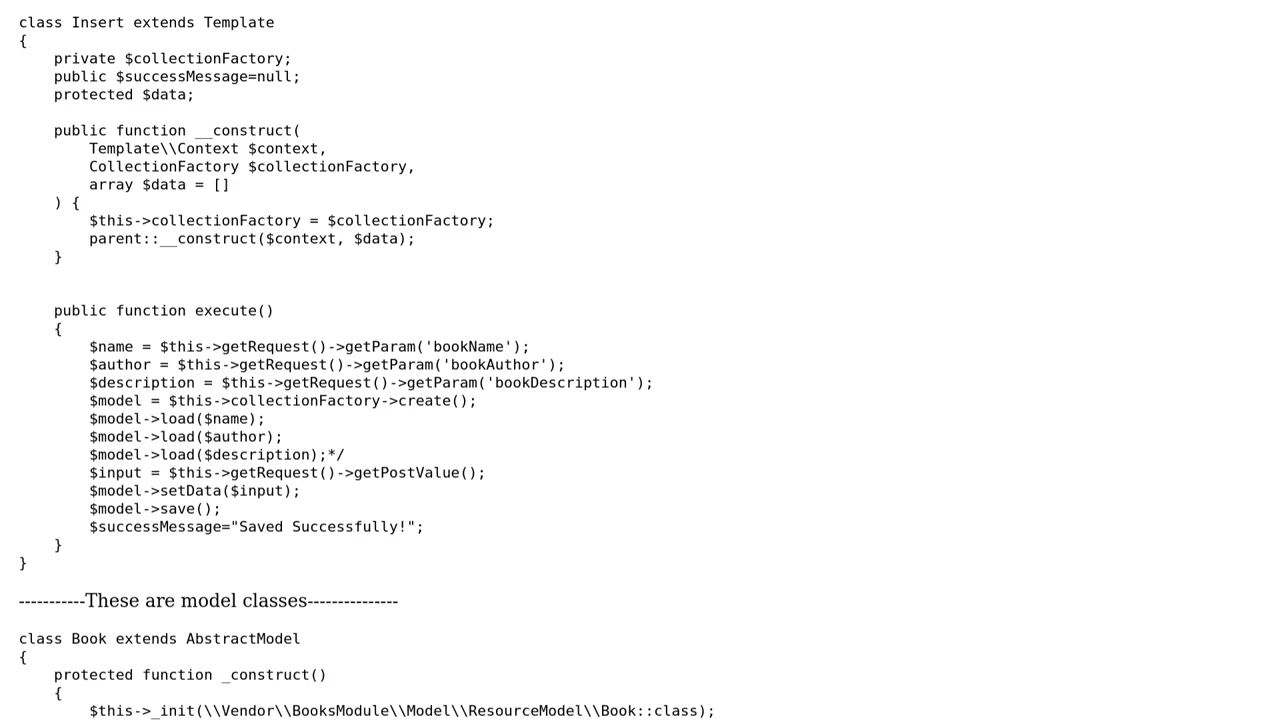 class Insert extends Template
{
    private $collectionFactory;
    public $successMessage=null;
    protected $data;

    public function __construct(
        Template\\Context $context,
        CollectionFactory $collectionFactory,
        array $data = []
    ) {
        $this->collectionFactory = $collectionFactory;
        parent::__construct($context, $data);
    }


    public function execute()
    {
        $name = $this->getRequest()->getParam('bookName');
        $author = $this->getRequest()->getParam('bookAuthor');
        $description = $this->getRequest()->getParam('bookDescription');
        $model = $this->collectionFactory->create();
        $model->load($name);
        $model->load($author);
        $model->load($description);*/
        $input = $this->getRequest()->getPostValue();
        $model->setData($input);
        $model->save();
        $successMessage="Saved Successfully!";
    }
}

-----------These are model classes---------------

class Book extends AbstractModel
{
    protected function _construct()
    {
        $this->_init(\\Vendor\\BooksModule\\Model\\ResourceModel\\Book::class);